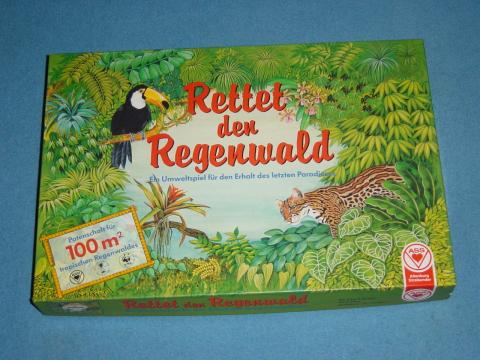 Rettet
den
Regenwald
Ein Umweltspiel für den Erhalt des letzten Paradieses
Patenschaft für
100 m²
tropischen Regenwaldes
ASS
Altenburg
Stralsunder
Rettet den Regenwald